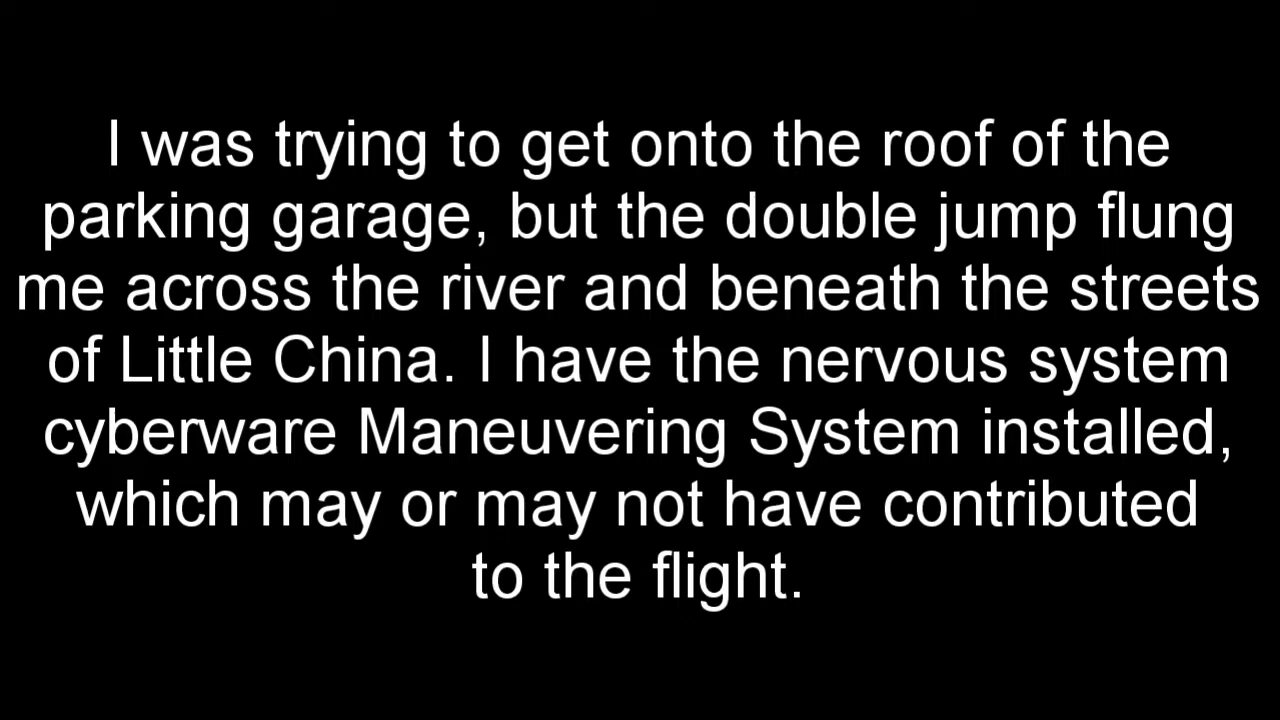 I was trying to get onto the roof of the
parking garage, but the double jump flung
me across the river and beneath the streets
of Little China. I have the nervous system
cyberware Maneuvering System installed,
which may or may not have contributed
to the flight.